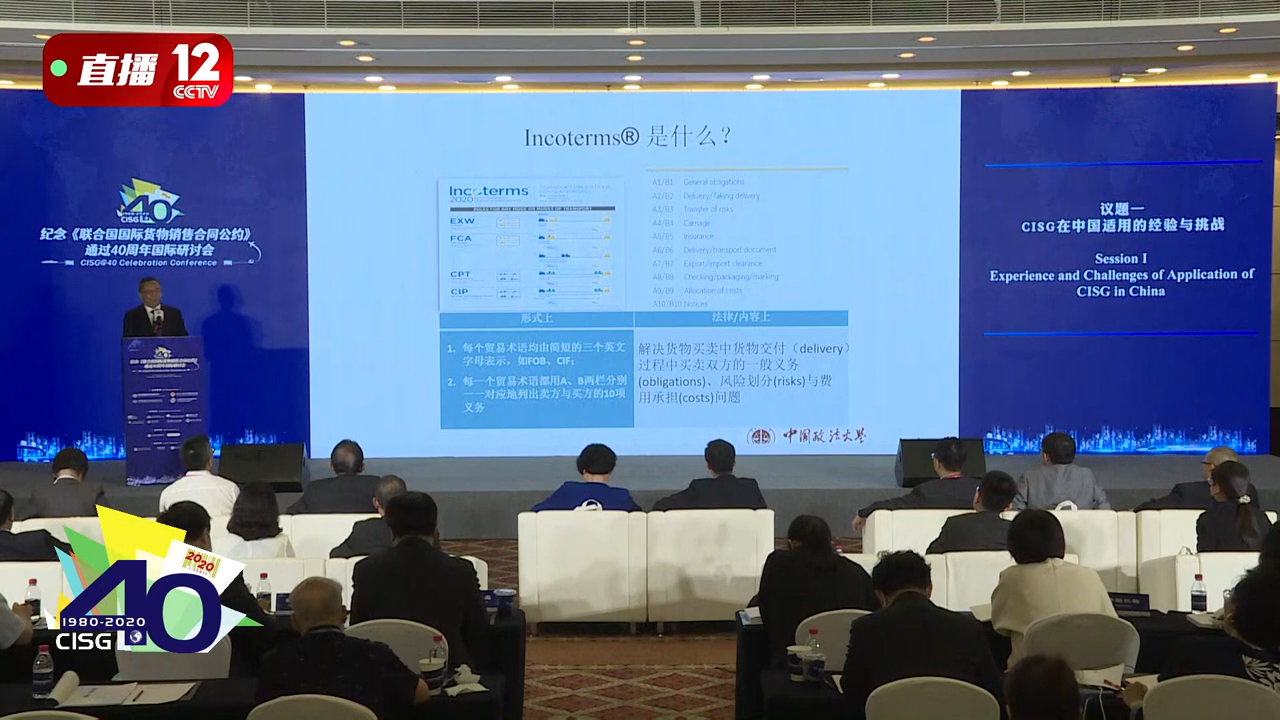 直播
12
CCTV
Incoterms® 是什么?
Incoterms
2020
EXW
FCA
CPT
CIP
A1/B1 General obligations
A2/B2 Delivery/Taking delivery
A3/B3 Transfer of risks
A4/B4 Carriage
A5/B5 Insurance
A6/B6 Delivery/transport document
A7/B7 Export/import clearance
A8/B8 Checking/packaging/marking
A9/B9 Allocation of costs
A10/B10 Notices
形式上
法律/内容上
1. 每个贸易术语均由简短的三个英文
字母表示，如FOB、CIF;
2. 每一个贸易术语都用A、B两栏分别
一一对应地列出卖方与买方的10项
义务
解决货物买卖中货物交付（delivery）
过程中买卖双方的一般义务
(obligations)、风险划分(risks)与费
用承担(costs)问题
中国政法大学
1980-2020
CISG 40
纪念《联合国国际货物销售合同公约》
通过40周年国际研讨会
CISG@40 Celebration Conference
议题一
CISG在中国适用的经验与挑战
Session I
Experience and Challenges of Application of
CISG in China
2020
40
1980-2020
CISG